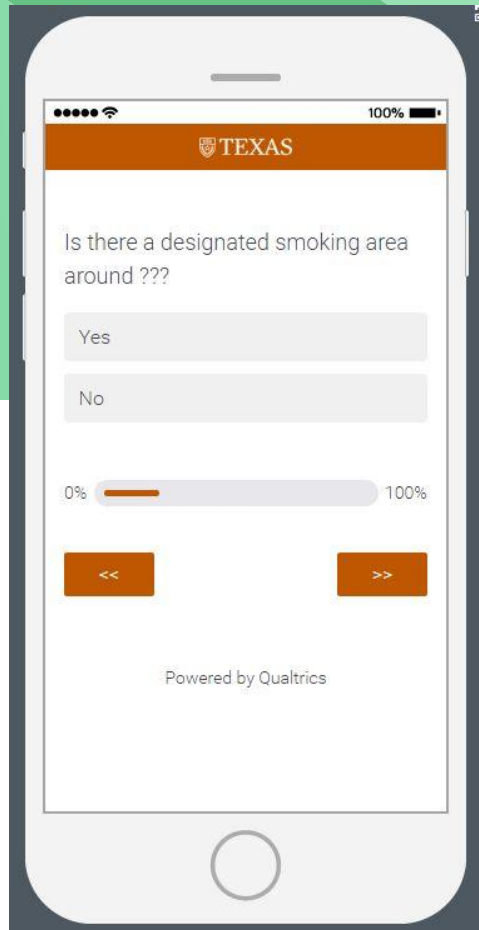 100%
TEXAS
Is there a designated smoking area
around ???
Yes
No
0% 100%
<< >>
Powered by Qualtrics